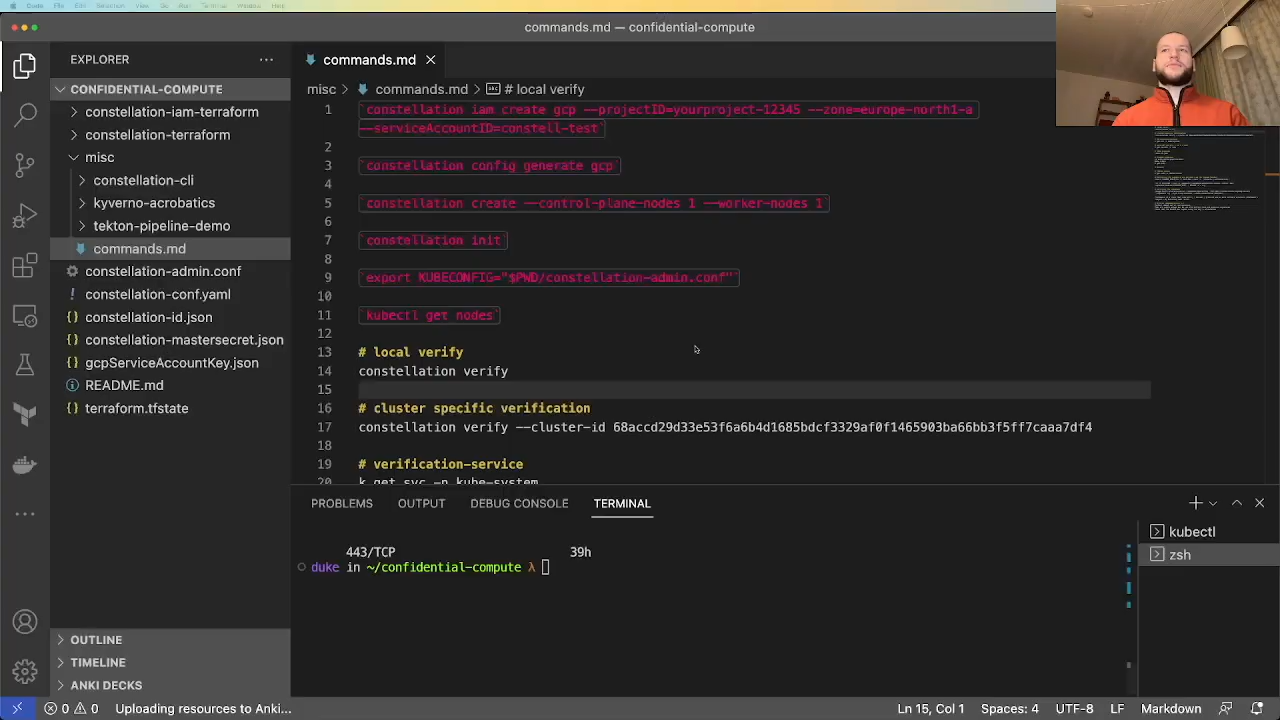 commands.md — confidential-compute
EXPLORER
commands.md
CONFIDENTIAL-COMPUTE
misc > commands.md > # local verify
constellation-iam-terraform
constellation-terraform
misc
constellation-cli
kyverno-acrobatics
tekton-pipeline-demo
commands.md
constellation-admin.conf
constellation-conf.yaml
constellation-id.json
constellation-mastersecret.json
gcpServiceAccountKey.json
README.md
terraform.tfstate
OUTLINE
TIMELINE
ANKI DECKS
1 `constellation iam create gcp --projectID=yourproject-12345 --zone=europe-north1-a
--serviceAccountID=constell-test`
2
3 `constellation config generate gcp`
4
5 `constellation create --control-plane-nodes 1 --worker-nodes 1`
6
7 `constellation init`
8
9 `export KUBECONFIG="$PWD/constellation-admin.conf"`
10
11 `kubectl get nodes`
12
13 # local verify
14 constellation verify
15
16 # cluster specific verification
17 constellation verify --cluster-id 68accd29d33e53f6a6b4d1685bdcf3329af0f1465903ba66bb3f5ff7caaa7df4
18
19 # verification-service
20 k get svc -n kube-system
PROBLEMS OUTPUT DEBUG CONSOLE TERMINAL
443/TCP 39h
duke in ~/confidential-compute λ
kubectl
zsh
0 0 Uploading resources to Anki... Ln 15, Col 1 Spaces: 4 UTF-8 LF Markdown